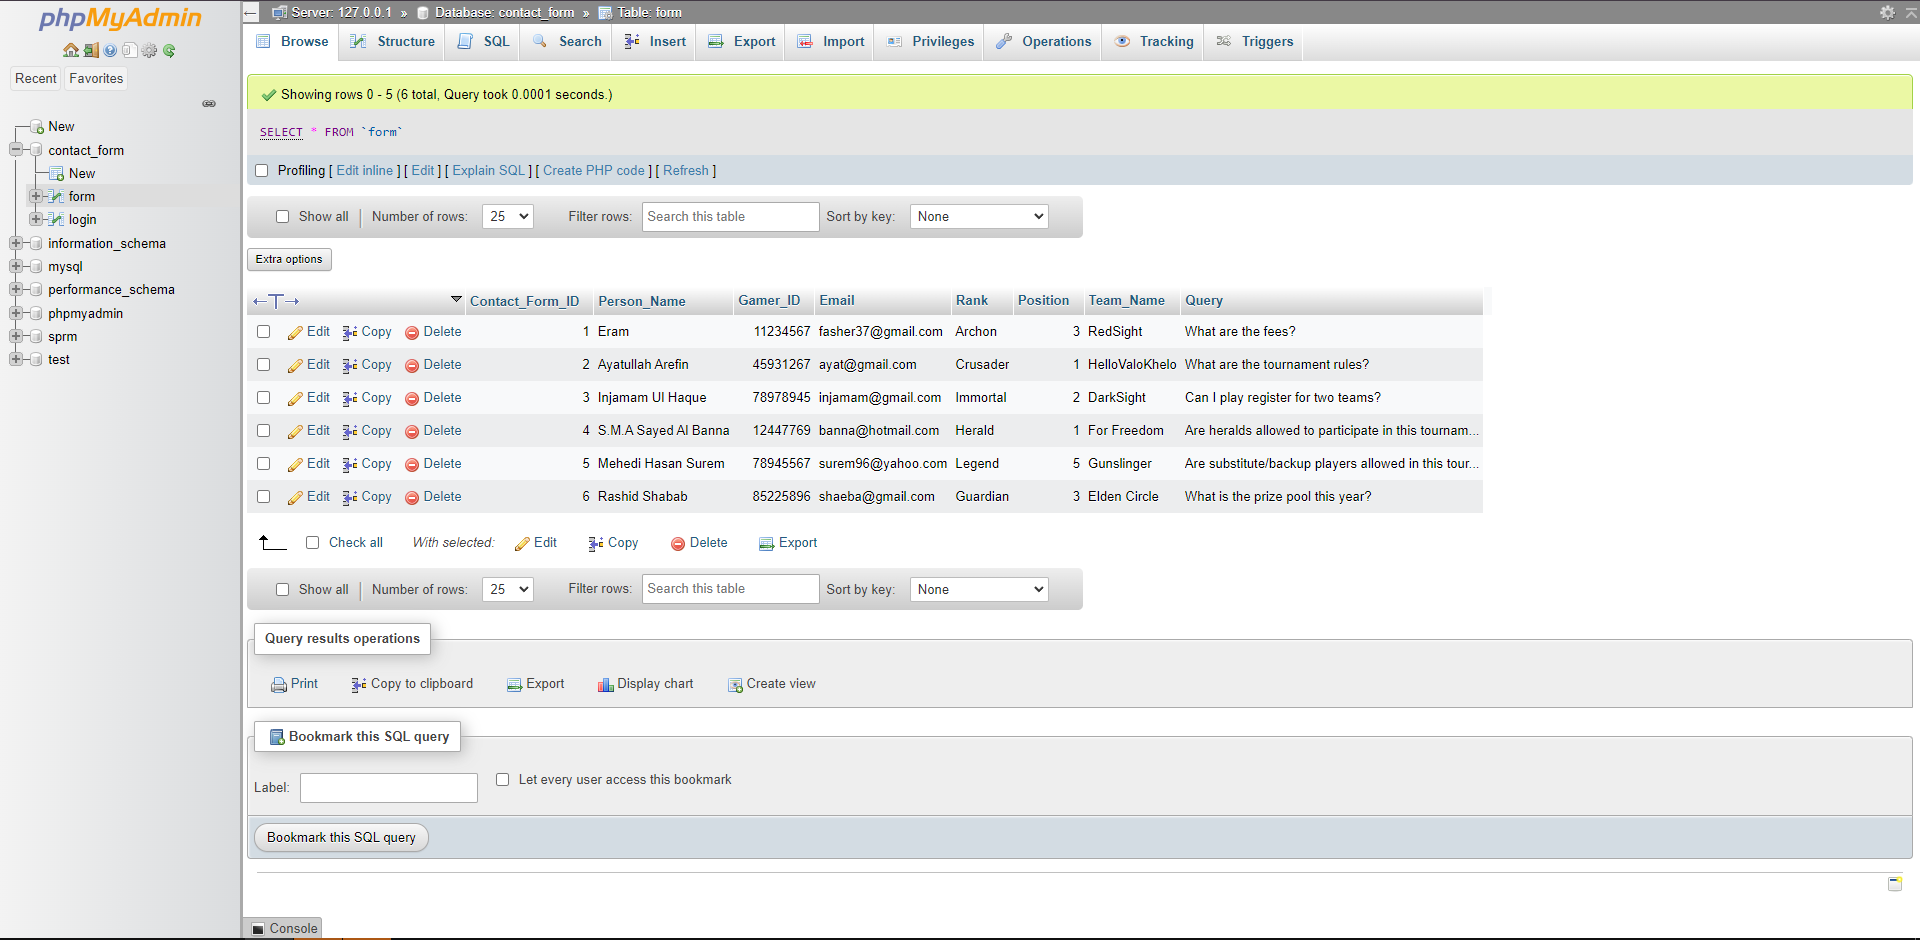 phpMyAdmin
Recent Favorites
New
contact_form
New
form
login
information_schema
mysql
performance_schema
phpmyadmin
sprm
test
Server: 127.0.0.1 » Database: contact_form » Table: form
Browse Structure SQL Search Insert Export Import Privileges Operations Tracking Triggers
Showing rows 0 - 5 (6 total, Query took 0.0001 seconds.)
SELECT * FROM `form`
Profiling [ Edit inline ] [ Edit ] [ Explain SQL ] [ Create PHP code ] [ Refresh ]
Show all Number of rows: 25 Filter rows: Search this table Sort by key: None
Extra options
←T→ Contact_Form_ID Person_Name Gamer_ID Email Rank Position Team_Name Query
Edit Copy Delete 1 Eram 11234567 fasher37@gmail.com Archon 3 RedSight What are the fees?
Edit Copy Delete 2 Ayatullah Arefin 45931267 ayat@gmail.com Crusader 1 HelloValoKhelo What are the tournament rules?
Edit Copy Delete 3 Injamam Ul Haque 78978945 injamam@gmail.com Immortal 2 DarkSight Can I play register for two teams?
Edit Copy Delete 4 S.M.A Sayed Al Banna 12447769 banna@hotmail.com Herald 1 For Freedom Are heralds allowed to participate in this tournam...
Edit Copy Delete 5 Mehedi Hasan Surem 78945567 surem96@yahoo.com Legend 5 Gunslinger Are substitute/backup players allowed in this tour...
Edit Copy Delete 6 Rashid Shabab 85225896 shaeba@gmail.com Guardian 3 Elden Circle What is the prize pool this year?
Check all With selected: Edit Copy Delete Export
Show all Number of rows: 25 Filter rows: Search this table Sort by key: None
Query results operations
Print Copy to clipboard Export Display chart Create view
Bookmark this SQL query
Label: Let every user access this bookmark
Bookmark this SQL query
Console